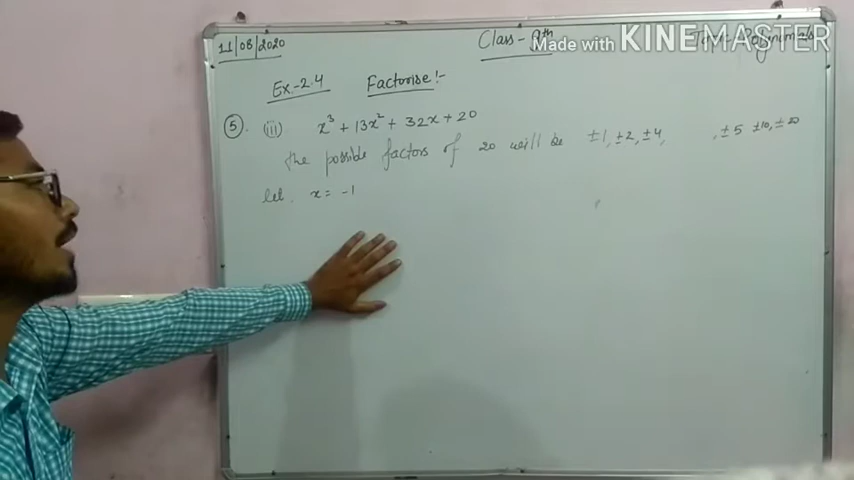 11/08/2020
Class - 9th
Made with KINEMASTER
Ex.-2.4 Factorise:-
5. (iii) x³ + 13x² + 32x + 20
The possible factors of 20 will be ±1, ±2, ±4, , ±5 ±10, ±20
let. x = -1